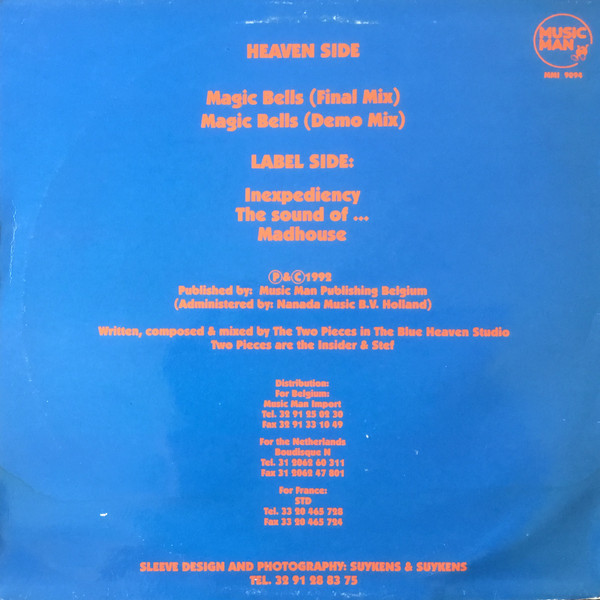 MUSIC
MAN
MMI 9094
HEAVEN SIDE
Magic Bells (Final Mix)
Magic Bells (Demo Mix)
LABEL SIDE:
Inexpediency
The sound of ...
Madhouse
Ⓟ&Ⓒ1992
Published by: Music Man Publishing Belgium
(Administered by: Nanada Music B.V. Holland)
Written, composed & mixed by The Two Pieces in The Blue Heaven Studio
Two Pieces are the Insider & Stef
Distribution:
For Belgium:
Music Man Import
Tel. 32 91 25 02 30
Fax 32 91 33 10 49
For the Netherlands
Boudisque N
Tel. 31 2062 60 311
Fax 31 2062 47 801
For France:
STD
Tel. 33 20 465 728
Fax 33 20 465 724
SLEEVE DESIGN AND PHOTOGRAPHY: SUYKENS & SUYKENS
TEL. 32 91 28 83 75